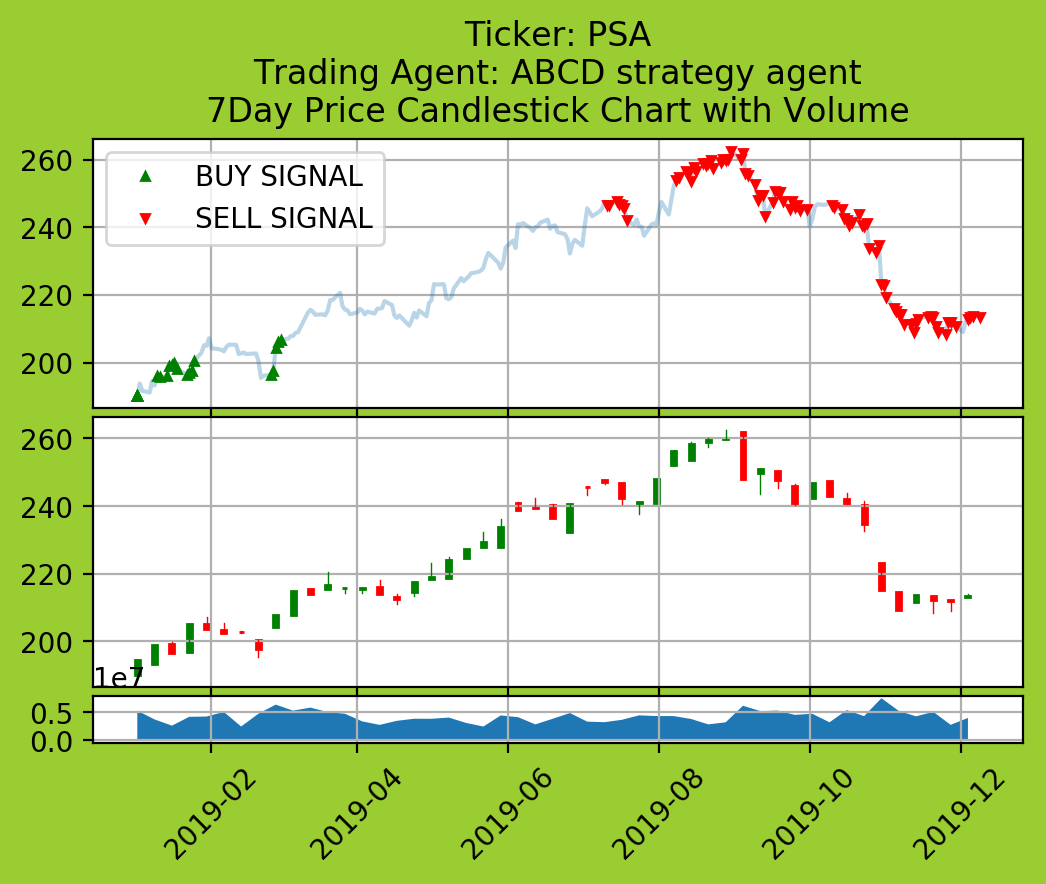 Ticker: PSA
Trading Agent: ABCD strategy agent
7Day Price Candlestick Chart with Volume
BUY SIGNAL
SELL SIGNAL
260
240
220
200
260
240
220
200
1e7
0.5
0.0
2019-02
2019-04
2019-06
2019-08
2019-10
2019-12